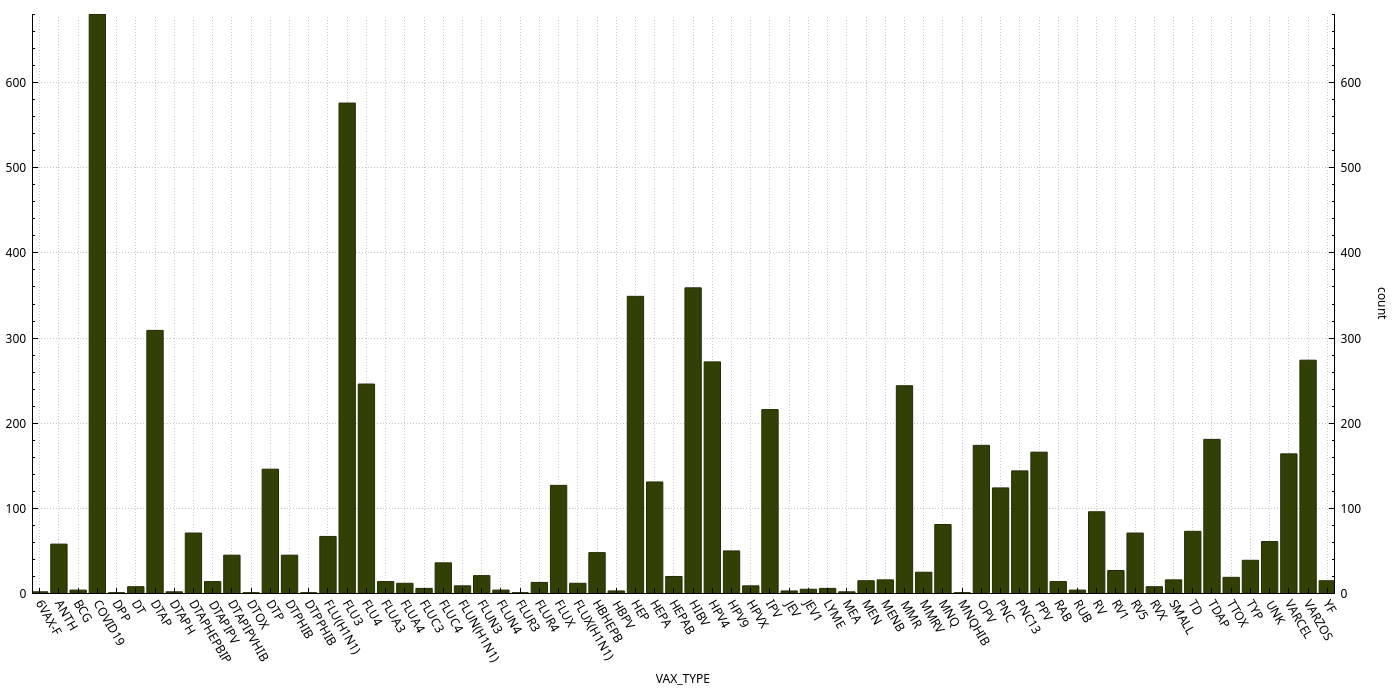 600
500
400
300
200
100
0
600
500
400
300
200
100
0
count
6VAX-F
ANTH
BCG
COVID19
DPP
DT
DTAP
DTAPH
DTAPHEPBIP
DTAPIPV
DTAPIPVHIB
DTOX
DTP
DTPHIB
DTPPHIB
FLU(H1N1)
FLU3
FLU4
FLUA3
FLUA4
FLUC3
FLUC4
FLUN(H1N1)
FLUN3
FLUN4
FLUR3
FLUR4
FLUX
FLUX(H1N1)
HBHEPB
HBPV
HEP
HEPA
HEPAB
HIBV
HPV4
HPV9
HPVX
IPV
JEV
JEV1
LYME
MEA
MEN
MENB
MMR
MMRV
MNQ
MNQHIB
OPV
PNC
PNC13
PPV
RAB
RUB
RV
RV1
RV5
RVX
SMALL
TD
TDAP
TTOX
TYP
UNK
VARCEL
VARZOS
YF
VAX_TYPE